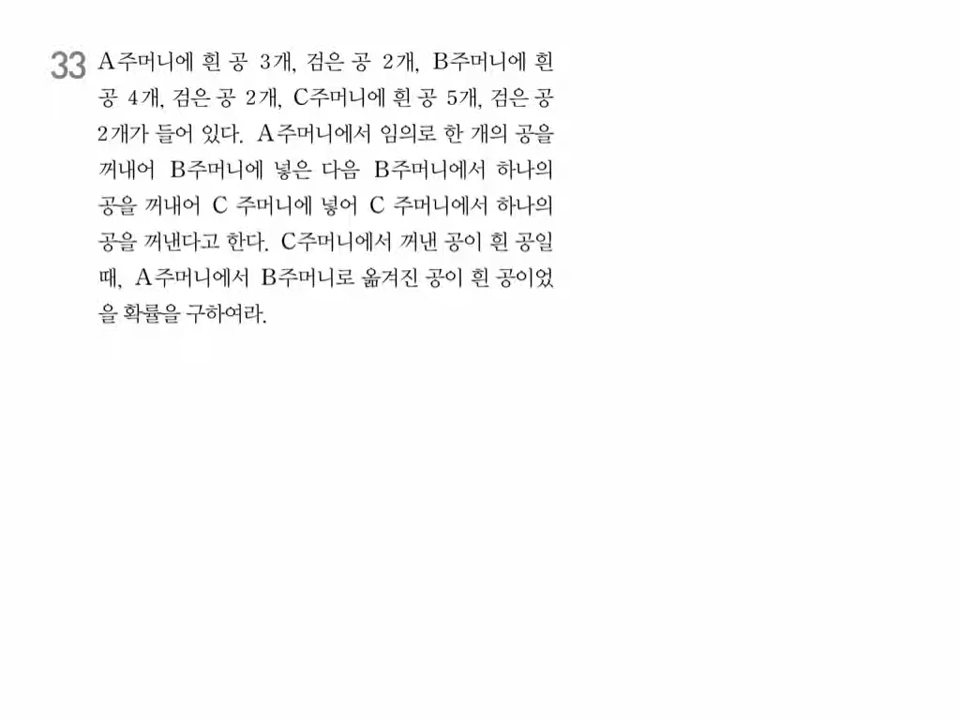 33 A주머니에 흰 공 3개, 검은 공 2개, B주머니에 흰
공 4개, 검은 공 2개, C주머니에 흰 공 5개, 검은 공
2개가 들어 있다. A주머니에서 임의로 한 개의 공을
꺼내어 B주머니에 넣은 다음 B주머니에서 하나의
공을 꺼내어 C 주머니에 넣어 C 주머니에서 하나의
공을 꺼낸다고 한다. C주머니에서 꺼낸 공이 흰 공일
때, A주머니에서 B주머니로 옮겨진 공이 흰 공이었
을 확률을 구하여라.